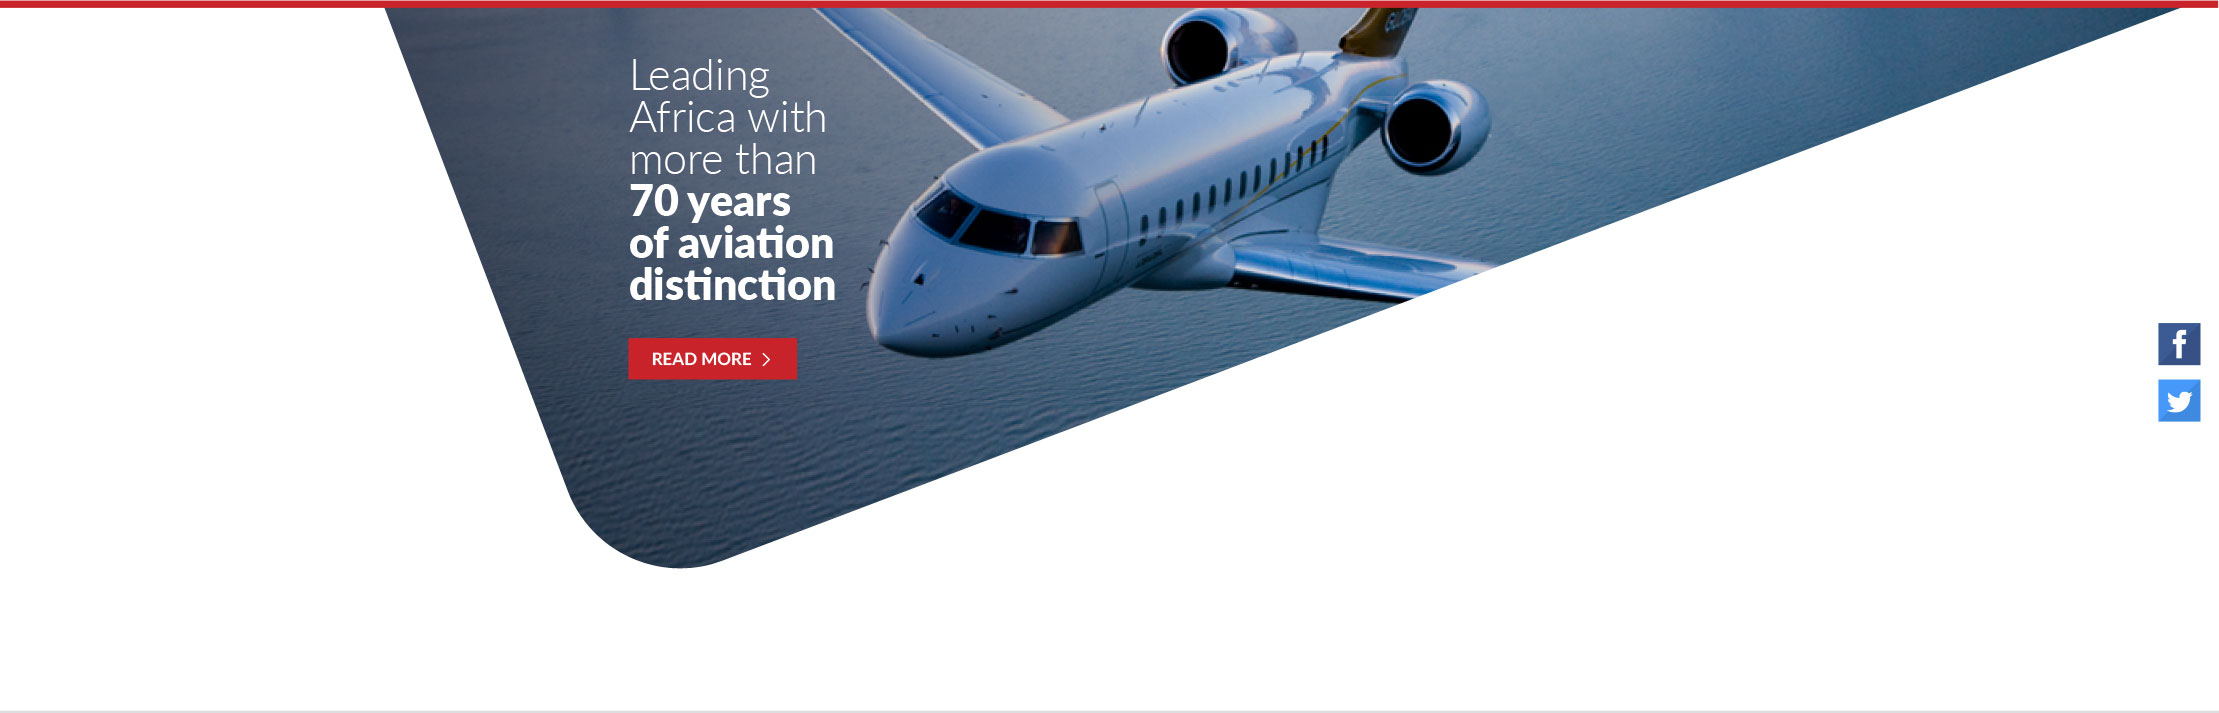 Leading
Africa with
more than
70 years
of aviation
distinction
READ MORE